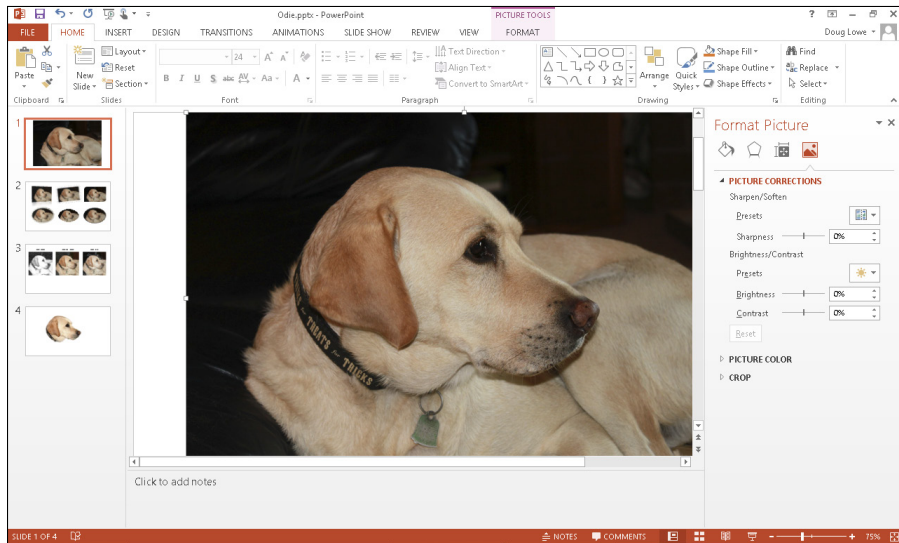 Odie.pptx - PowerPoint
PICTURE TOOLS
FILE HOME INSERT DESIGN TRANSITIONS ANIMATIONS SLIDE SHOW REVIEW VIEW FORMAT
Doug Lowe
Paste
New Slide
Layout
Reset
Section
24
B I U S abc AV Aa A
Text Direction
Align Text
Convert to SmartArt
Arrange
Quick Styles
Shape Fill
Shape Outline
Shape Effects
Find
Replace
Select
Clipboard Slides Font Paragraph Drawing Editing
1
2
3
4
TREATS for TRICKS
Format Picture
PICTURE CORRECTIONS
Sharpen/Soften
Presets
Sharpness 0%
Brightness/Contrast
Presets
Brightness 0%
Contrast 0%
Reset
PICTURE COLOR
CROP
Click to add notes
SLIDE 1 OF 4 NOTES COMMENTS 75%